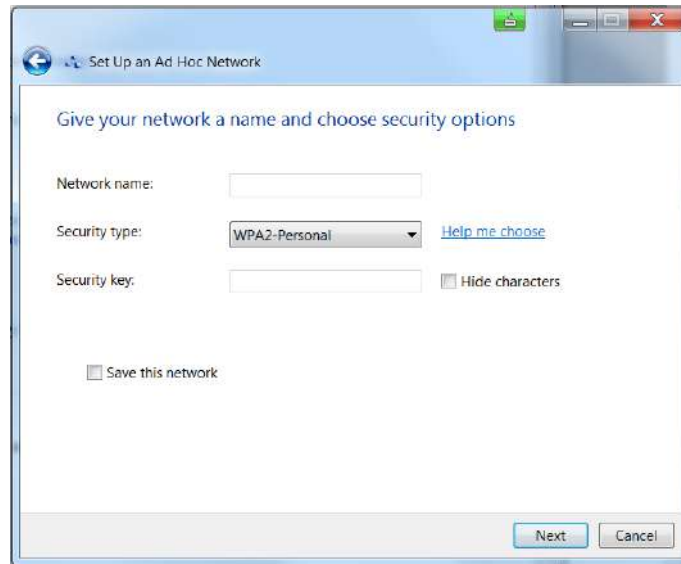 Set Up an Ad Hoc Network
Give your network a name and choose security options
Network name:
Security type: WPA2-Personal Help me choose
Security key: Hide characters
Save this network
Next Cancel